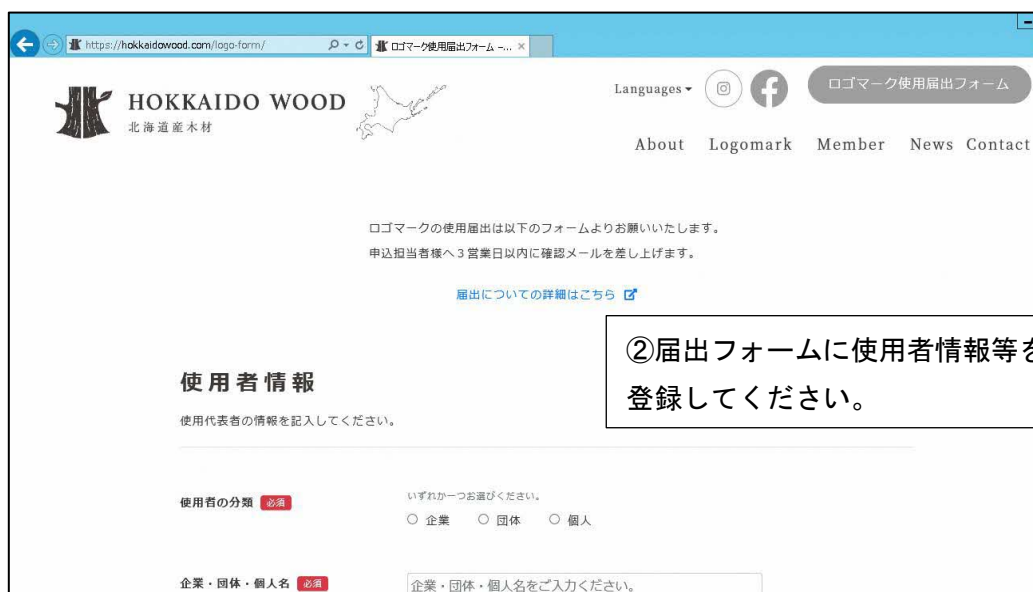 https://hokkaidowood.com/logo-form/
ロゴマーク使用届出フォーム –... ×
HOKKAIDO WOOD
北海道産木材
Languages
ロゴマーク使用届出フォーム
About Logomark Member News Contact
ロゴマークの使用届出は以下のフォームよりお願いいたします。
申込担当者様へ3営業日以内に確認メールを差し上げます。
届出についての詳細はこちら
②届出フォームに使用者情報等を
登録してください。
使用者情報
使用代表者の情報を記入してください。
使用者の分類 必須
いずれか一つお選びください。
企業 団体 個人
企業・団体・個人名 必須
企業・団体・個人名をご入力ください。